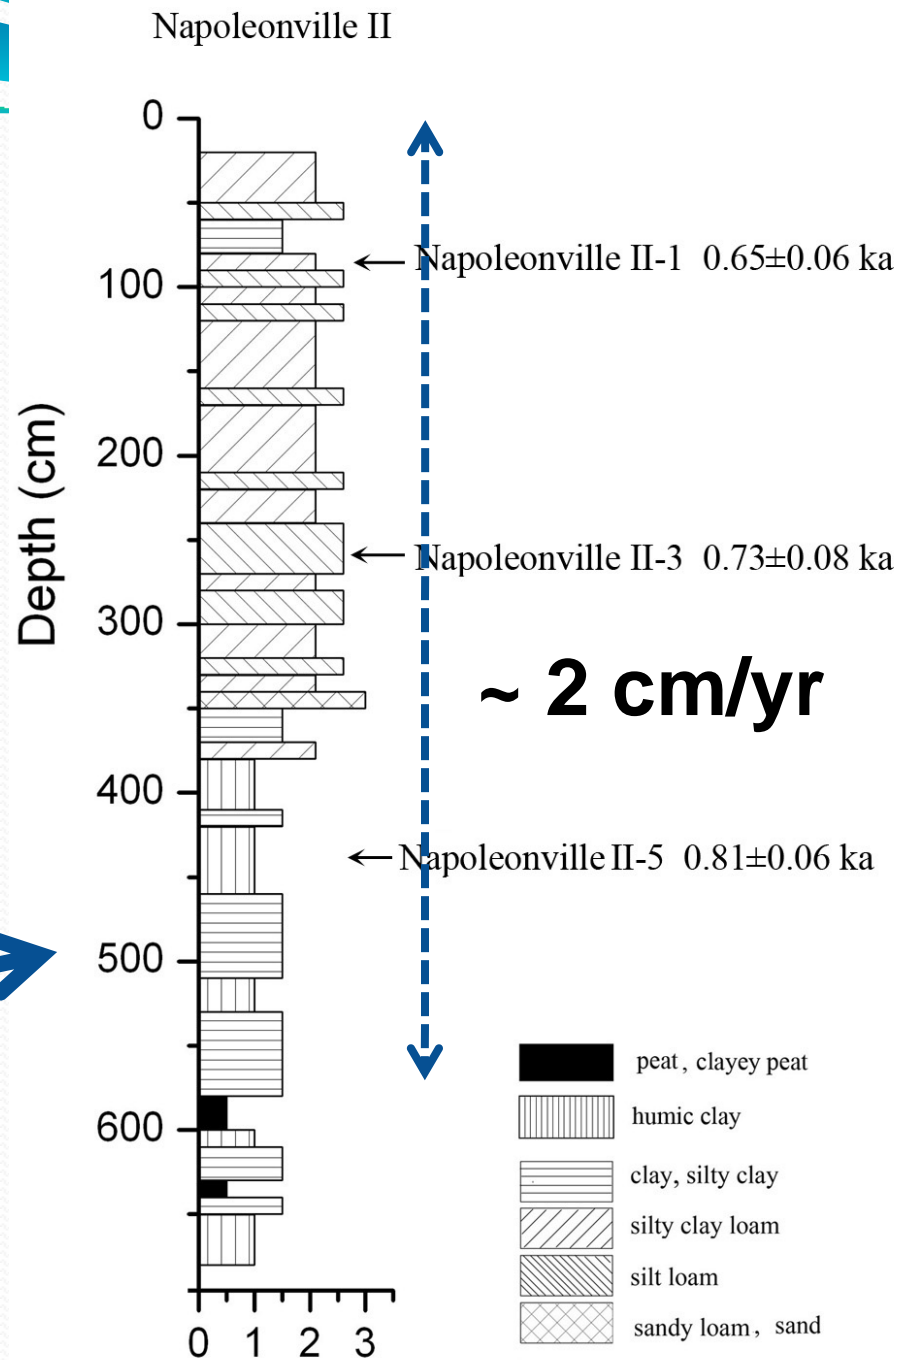 Napoleonville II
0
Napoleonville II-1 0.65±0.06 ka
100
200
Napoleonville II-3 0.73±0.08 ka
300
Depth (cm)
~ 2 cm/yr
400
Napoleonville II-5 0.81±0.06 ka
500
600
peat, clayey peat
humic clay
clay, silty clay
silty clay loam
silt loam
sandy loam, sand
0 1 2 3